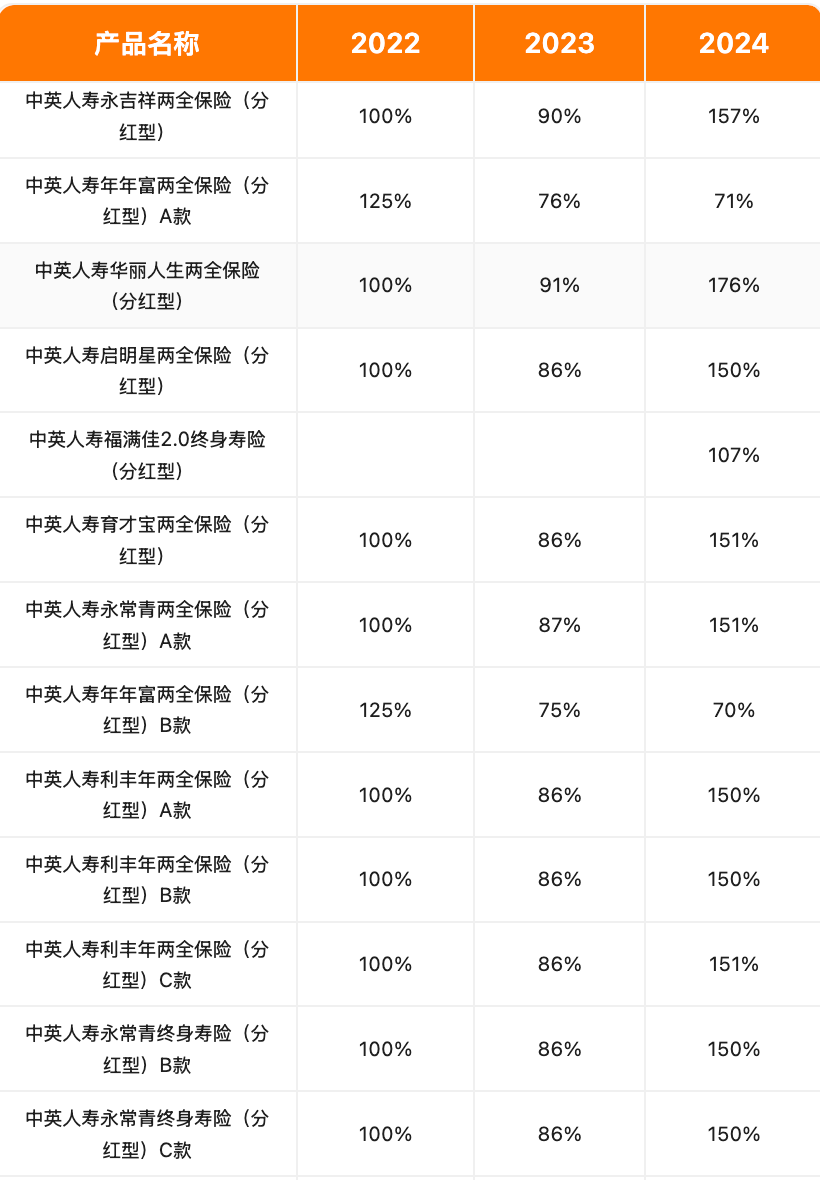 产品名称 2022 2023 2024
中英人寿永吉祥两全保险（分
红型） 100% 90% 157%
中英人寿年年富两全保险（分
红型）A款 125% 76% 71%
中英人寿华丽人生两全保险
（分红型） 100% 91% 176%
中英人寿启明星两全保险（分
红型） 100% 86% 150%
中英人寿福满佳2.0终身寿险
（分红型） 107%
中英人寿育才宝两全保险（分
红型） 100% 86% 151%
中英人寿永常青两全保险（分
红型）A款 100% 87% 151%
中英人寿年年富两全保险（分
红型）B款 125% 75% 70%
中英人寿利丰年两全保险（分
红型）A款 100% 86% 150%
中英人寿利丰年两全保险（分
红型）B款 100% 86% 150%
中英人寿利丰年两全保险（分
红型）C款 100% 86% 151%
中英人寿永常青终身寿险（分
红型）B款 100% 86% 150%
中英人寿永常青终身寿险（分
红型）C款 100% 86% 150%